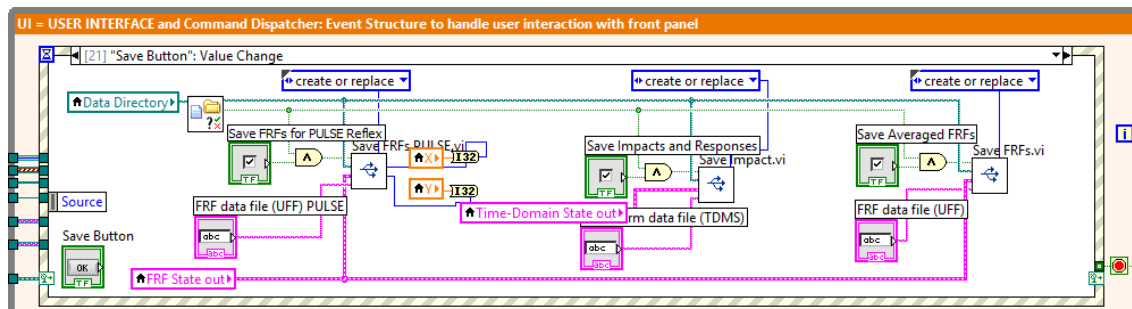 UI = USER INTERFACE and Command Dispatcher: Event Structure to handle user interaction with front panel
[21] "Save Button": Value Change
create or replace
create or replace
create or replace
Data Directory
?
Save FRFs for PULSE Reflex
Save FRFs PULSE.vi
Save Impacts and Responses
Save Impact.vi
Save Averaged FRFs
Save FRFs.vi
i
TF
X
I32
TF
TF
Y
I32
Source
FRF data file (UFF) PULSE
Time-Domain State out
rm data file (TDMS)
FRF data file (UFF)
Save Button
abc
abc
abc
abc
abc
abc
OK
TF
FRF State out